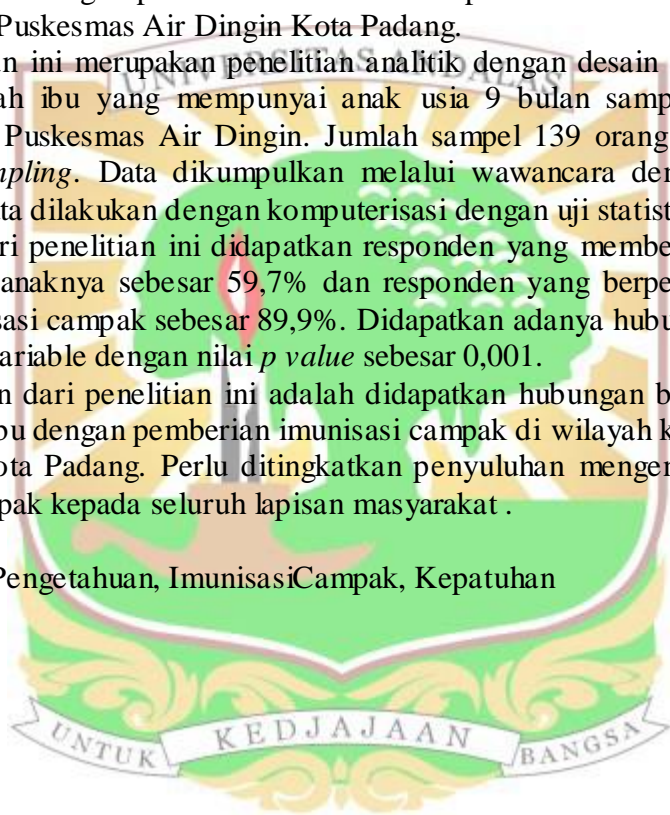 Puskesmas Air Dingin Kota Padang.
n ini merupakan penelitian analitik dengan desain
ah ibu yang mempunyai anak usia 9 bulan samp
Puskesmas Air Dingin. Jumlah sampel 139 orang
npling. Data dikumpulkan melalui wawancara den
ta dilakukan dengan komputerisasi dengan uji statist
ri penelitian ini didapatkan responden yang membe
anaknya sebesar 59,7% dan responden yang berpe
sasi campak sebesar 89,9%. Didapatkan adanya hubu
ariable dengan nilai p value sebesar 0,001.
n dari penelitian ini adalah didapatkan hubungan b
bu dengan pemberian imunisasi campak di wilayah k
ota Padang. Perlu ditingkatkan penyuluhan mengen
pak kepada seluruh lapisan masyarakat .
Pengetahuan, ImunisasiCampak, Kepatuhan
UNIVERSITAS ANDALAS
UNTUK KEDJAJAAN BANGSA